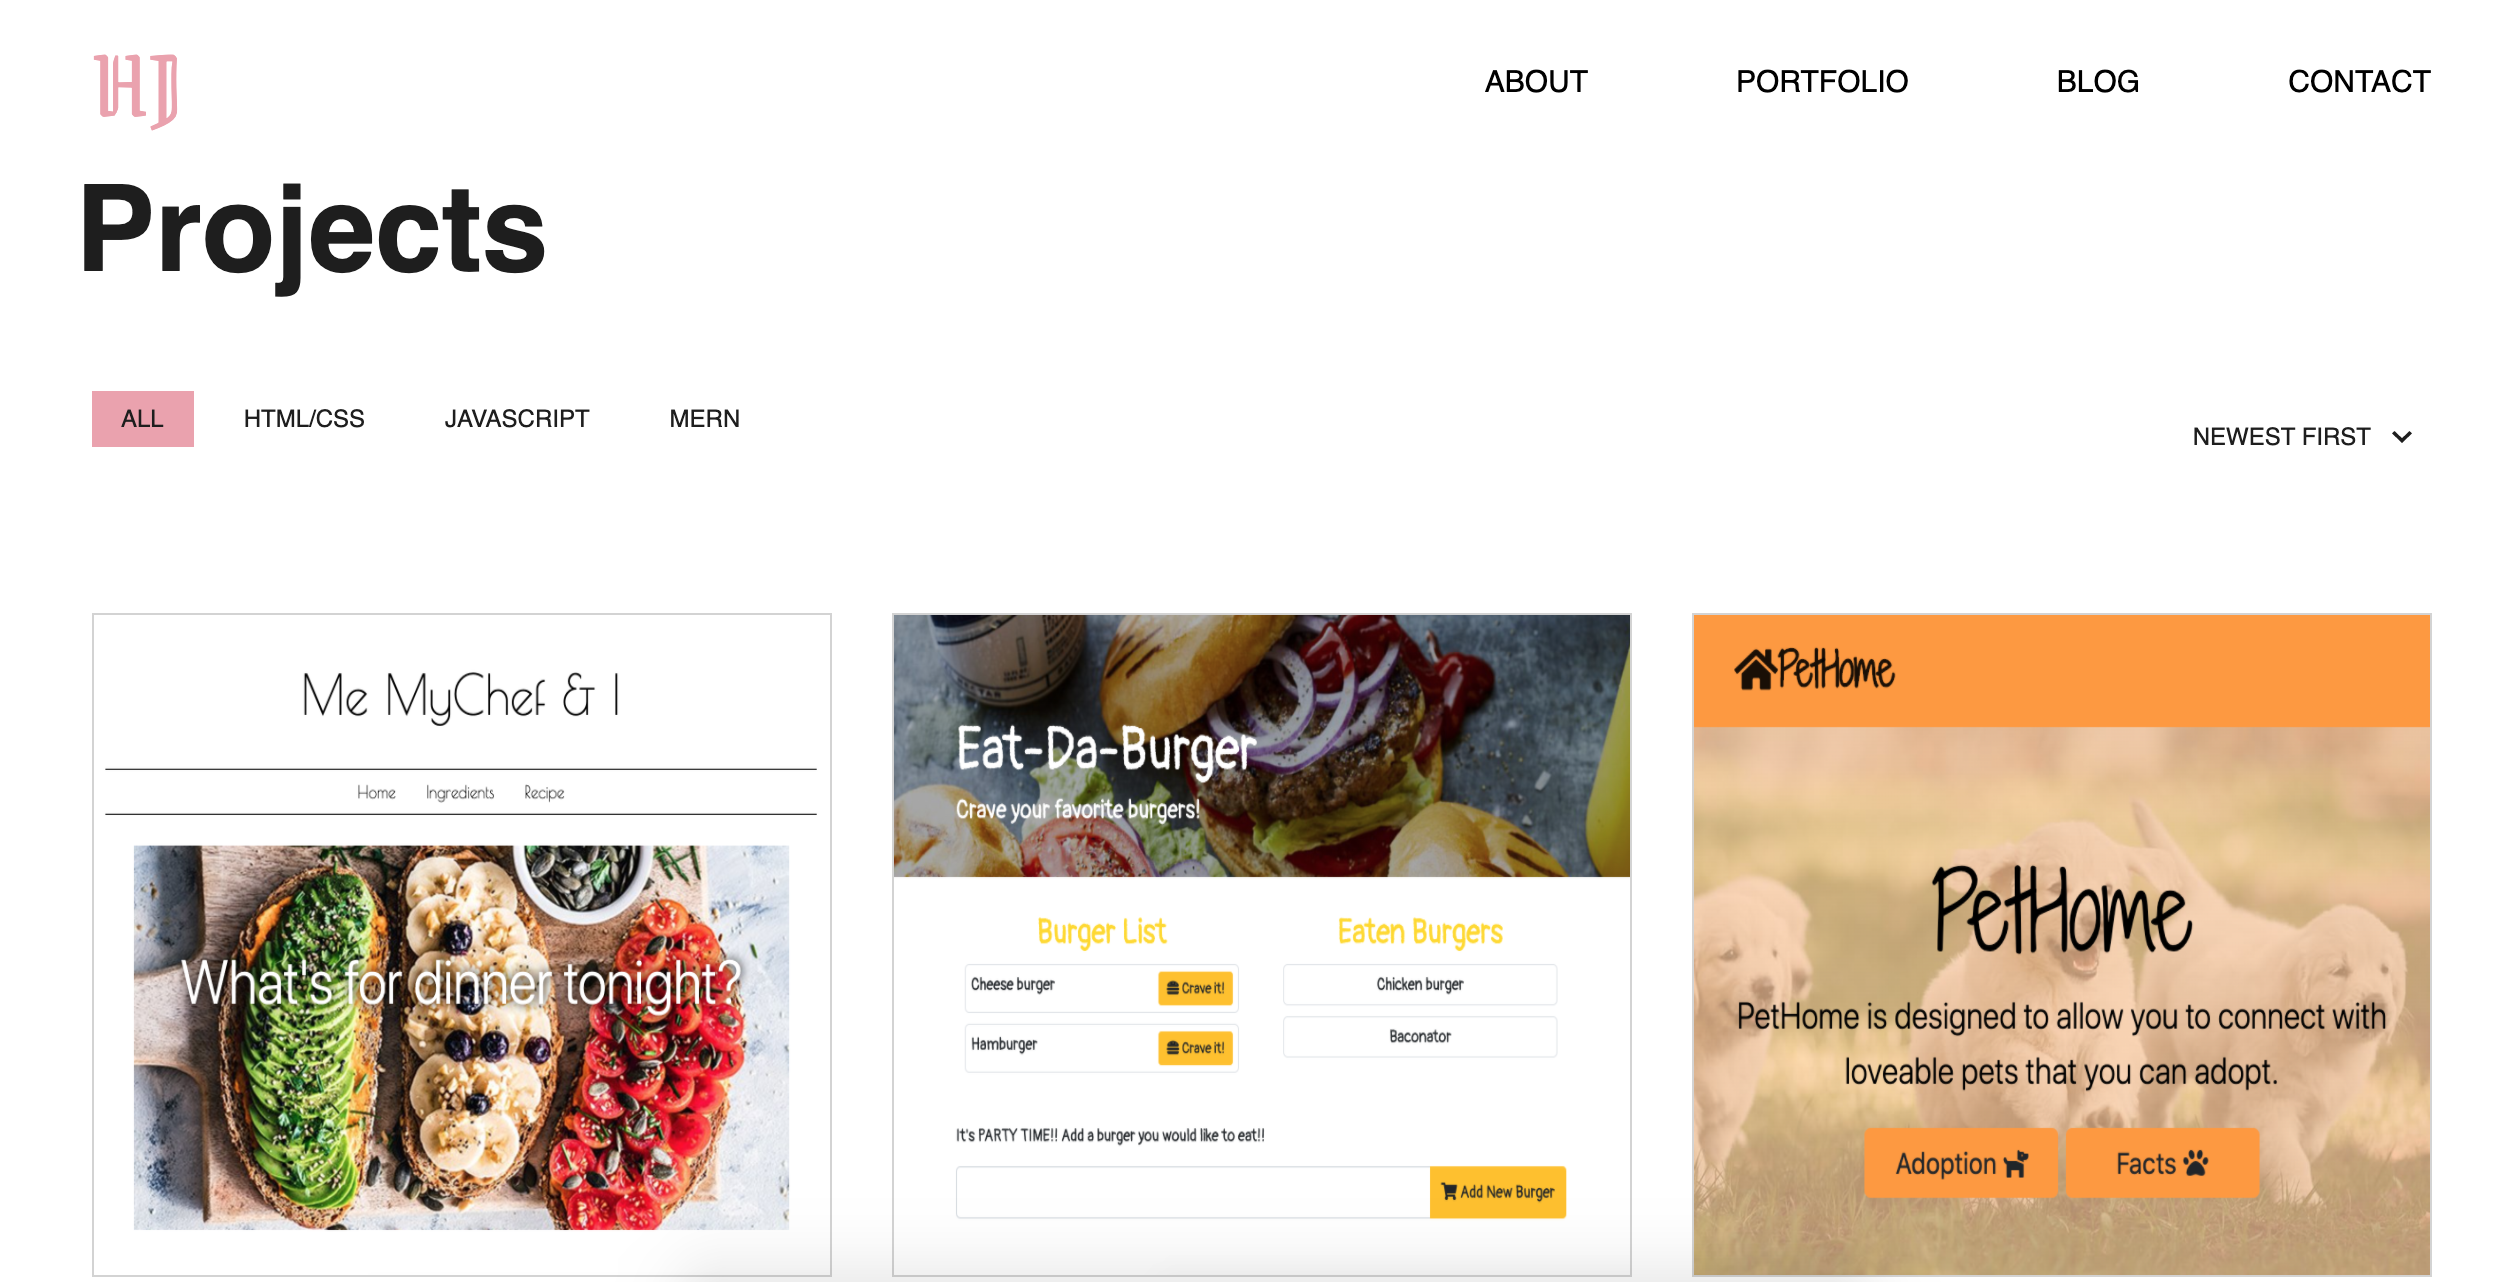 HJ
ABOUT PORTFOLIO BLOG CONTACT
Projects
ALL HTML/CSS JAVASCRIPT MERN
NEWEST FIRST
Me MyChef & I
Home Ingredients Recipe
What's for dinner tonight?
Eat-Da-Burger
Crave your favorite burgers!
Burger List
Cheese burger Crave it!
Hamburger Crave it!
Eaten Burgers
Chicken burger
Baconator
It's PARTY TIME!! Add a burger you would like to eat!!
Add New Burger
PetHome
PetHome
PetHome is designed to allow you to connect with
loveable pets that you can adopt.
Adoption Facts